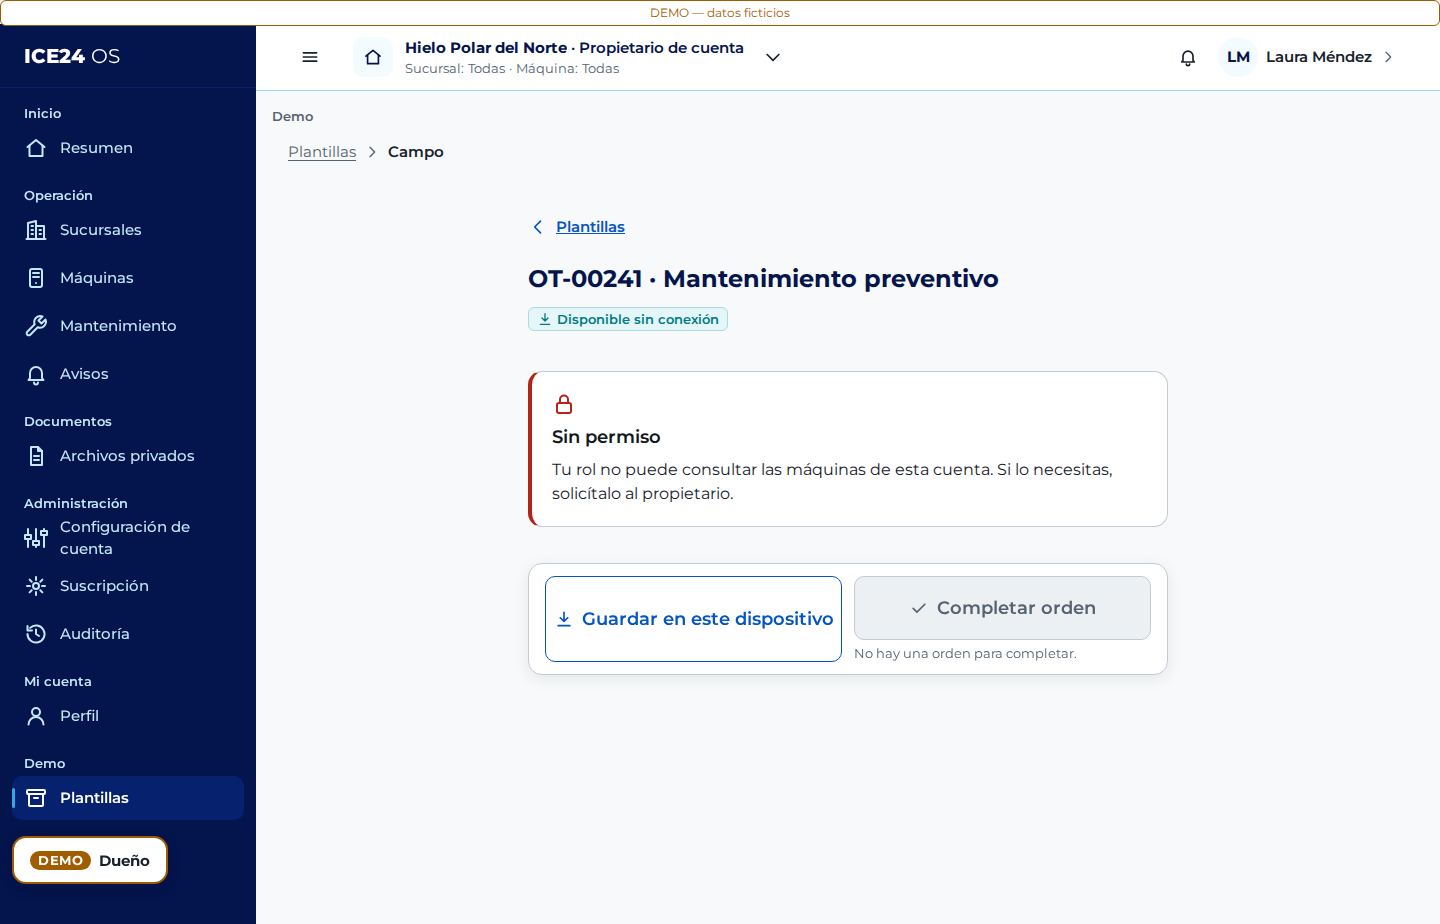 DEMO — datos ficticios
ICE24 OS
Inicio
Resumen
Operación
Sucursales
Máquinas
Mantenimiento
Avisos
Documentos
Archivos privados
Administración
Configuración de
cuenta
Suscripción
Auditoría
Mi cuenta
Perfil
Demo
Plantillas
DEMO Dueño
Hielo Polar del Norte · Propietario de cuenta
Sucursal: Todas · Máquina: Todas
LM Laura Méndez
Demo
Plantillas > Campo
Plantillas
OT-00241 · Mantenimiento preventivo
Disponible sin conexión
Sin permiso
Tu rol no puede consultar las máquinas de esta cuenta. Si lo necesitas,
solicítalo al propietario.
Guardar en este dispositivo
Completar orden
No hay una orden para completar.